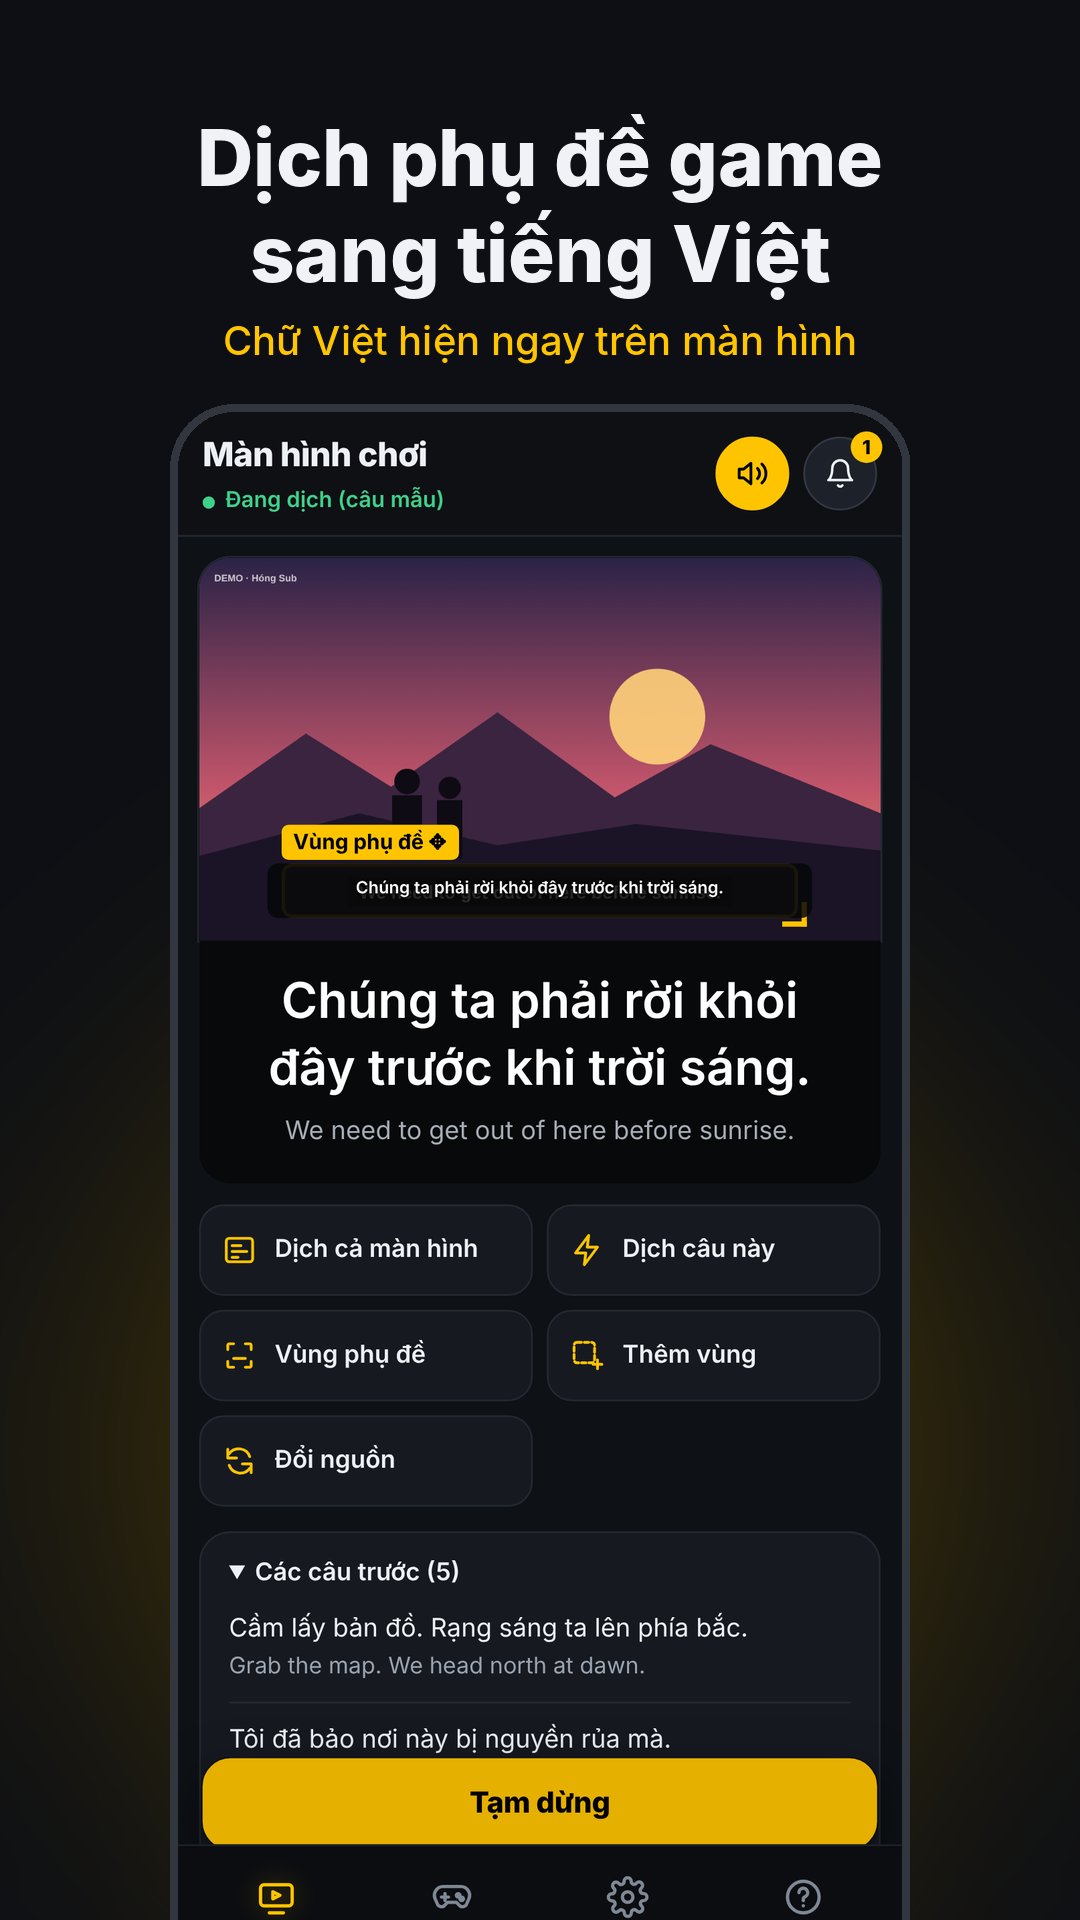 Dịch phụ đề game
sang tiếng Việt
Chữ Việt hiện ngay trên màn hình
Màn hình chơi
1
Đang dịch (câu mẫu)
DEMO · Hóng Sub
Vùng phụ đề
Chúng ta phải rời khỏi đây trước khi trời sáng.
Chúng ta phải rời khỏi
đây trước khi trời sáng.
We need to get out of here before sunrise.
Dịch cả màn hình
Dịch câu này
Vùng phụ đề
Thêm vùng
Đổi nguồn
▼ Các câu trước (5)
Cầm lấy bản đồ. Rạng sáng ta lên phía bắc.
Grab the map. We head north at dawn.
Tôi đã bảo nơi này bị nguyền rủa mà.
Tạm dừng